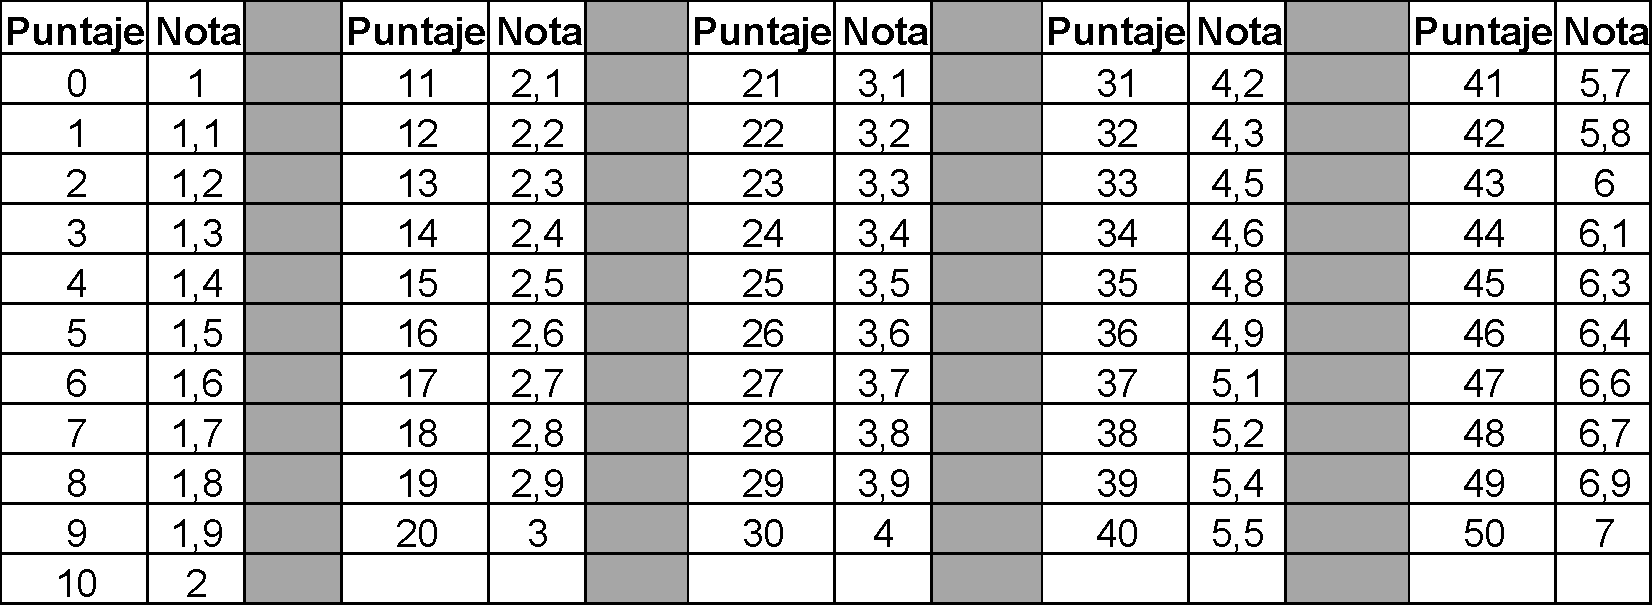 Puntaje Nota Puntaje Nota Puntaje Nota Puntaje Nota Puntaje Nota
0 1 11 2,1 21 3,1 31 4,2 41 5,7
1 1,1 12 2,2 22 3,2 32 4,3 42 5,8
2 1,2 13 2,3 23 3,3 33 4,5 43 6
3 1,3 14 2,4 24 3,4 34 4,6 44 6,1
4 1,4 15 2,5 25 3,5 35 4,8 45 6,3
5 1,5 16 2,6 26 3,6 36 4,9 46 6,4
6 1,6 17 2,7 27 3,7 37 5,1 47 6,6
7 1,7 18 2,8 28 3,8 38 5,2 48 6,7
8 1,8 19 2,9 29 3,9 39 5,4 49 6,9
9 1,9 20 3 30 4 40 5,5 50 7
10 2